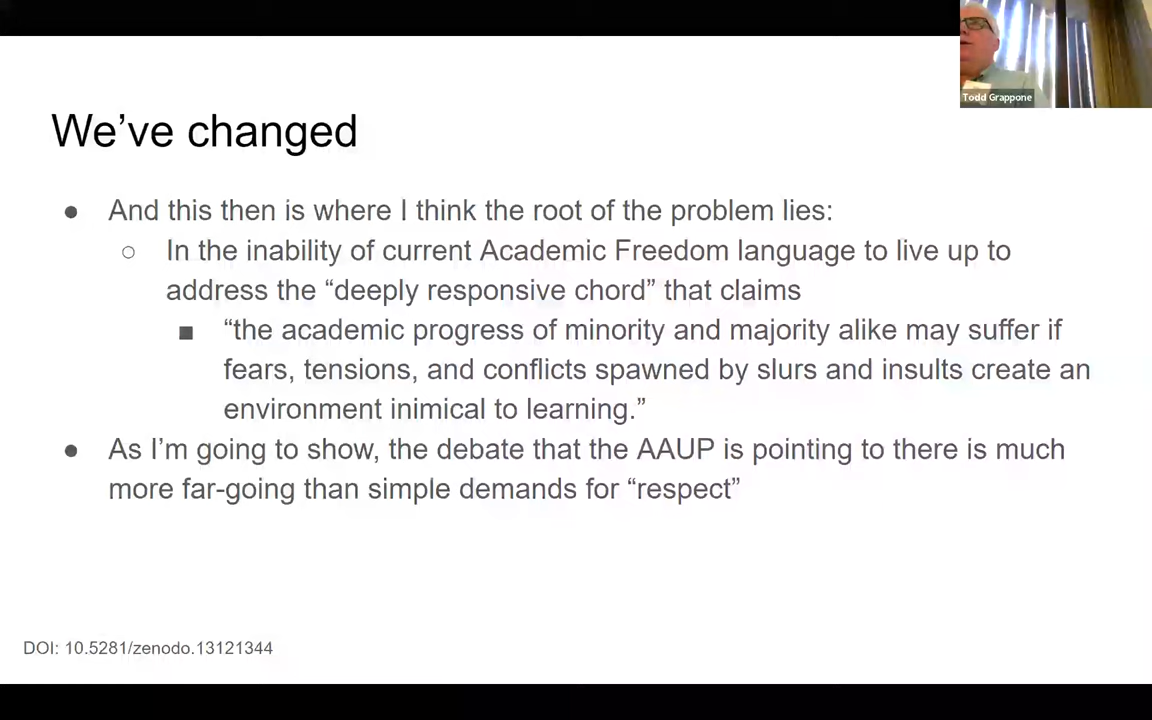 Todd Grappone
We’ve changed
● And this then is where I think the root of the problem lies:
○ In the inability of current Academic Freedom language to live up to
address the “deeply responsive chord” that claims
■ “the academic progress of minority and majority alike may suffer if
fears, tensions, and conflicts spawned by slurs and insults create an
environment inimical to learning.”
● As I’m going to show, the debate that the AAUP is pointing to there is much
more far-going than simple demands for “respect”
DOI: 10.5281/zenodo.13121344